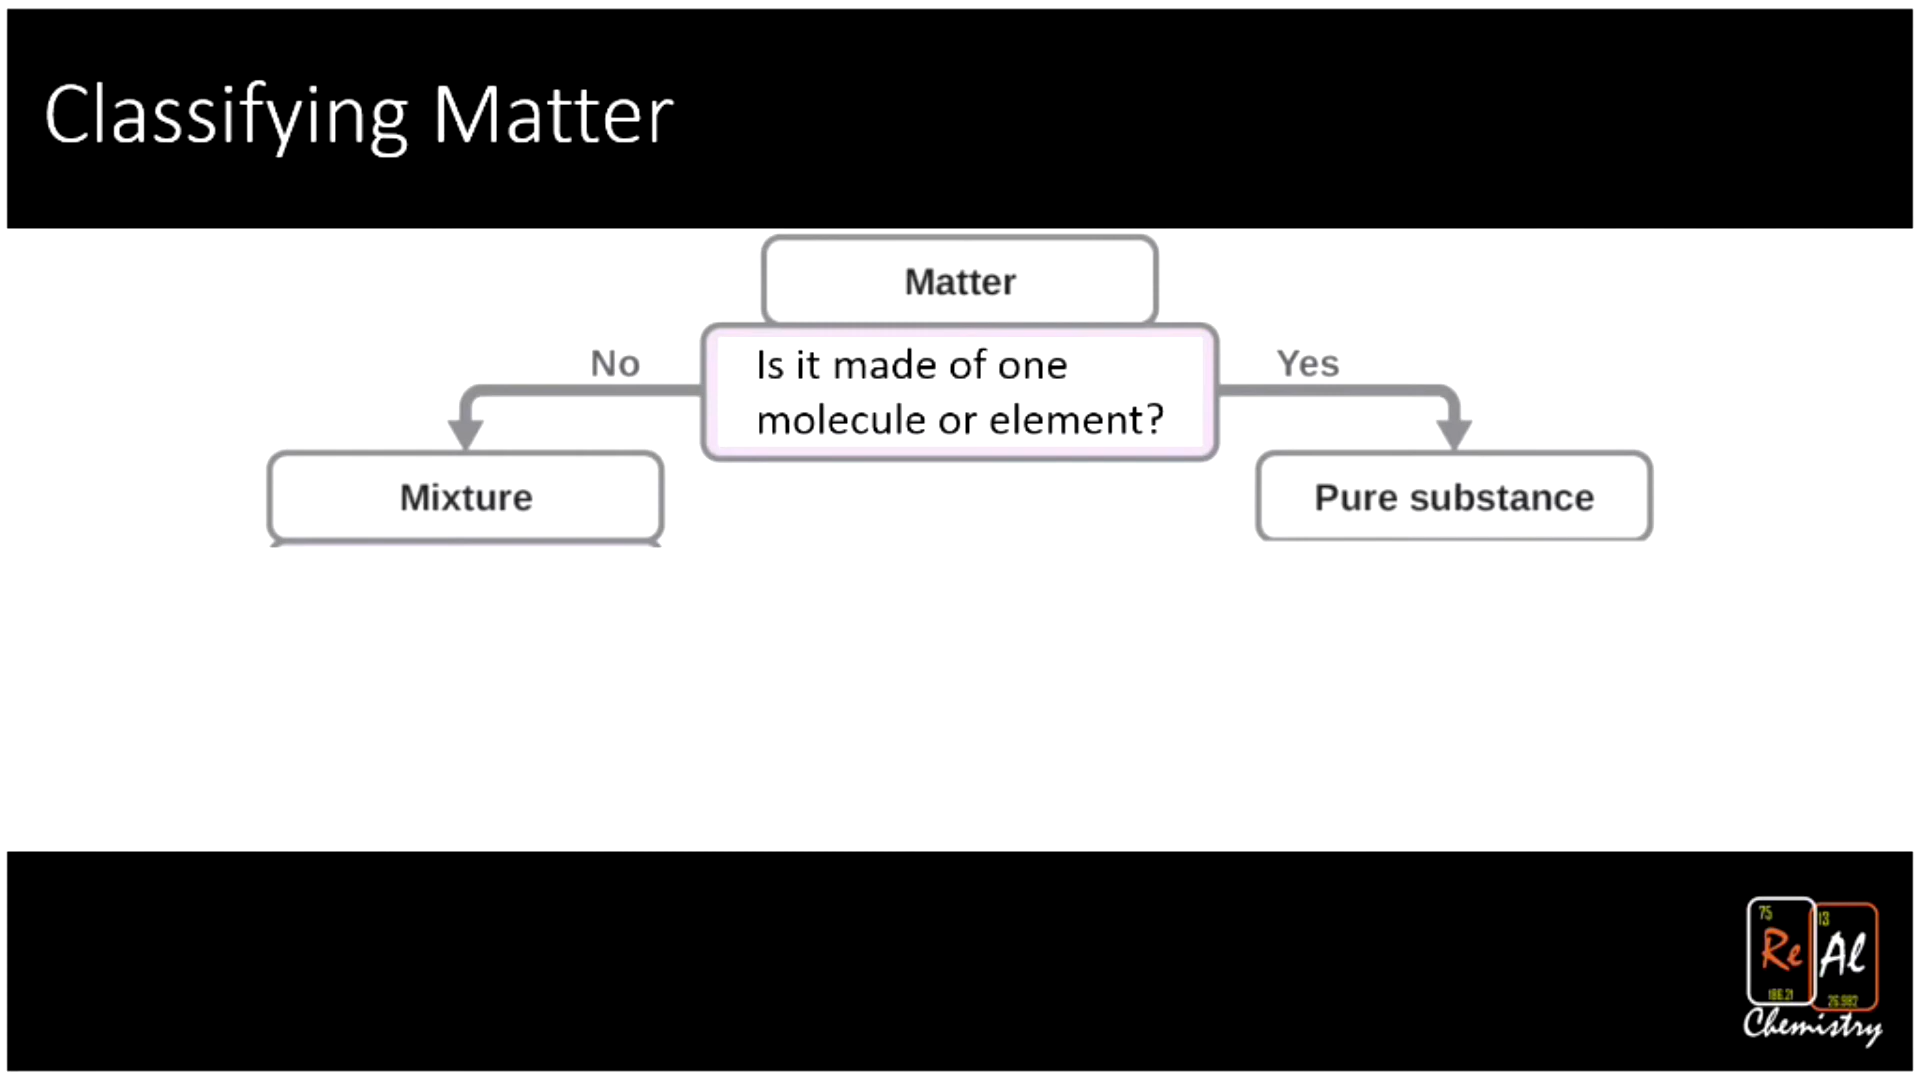 Classifying Matter
Matter
No
Is it made of one
molecule or element?
Yes
Mixture
Pure substance
75
13
Re
Al
186.21
26.982
Chemistry